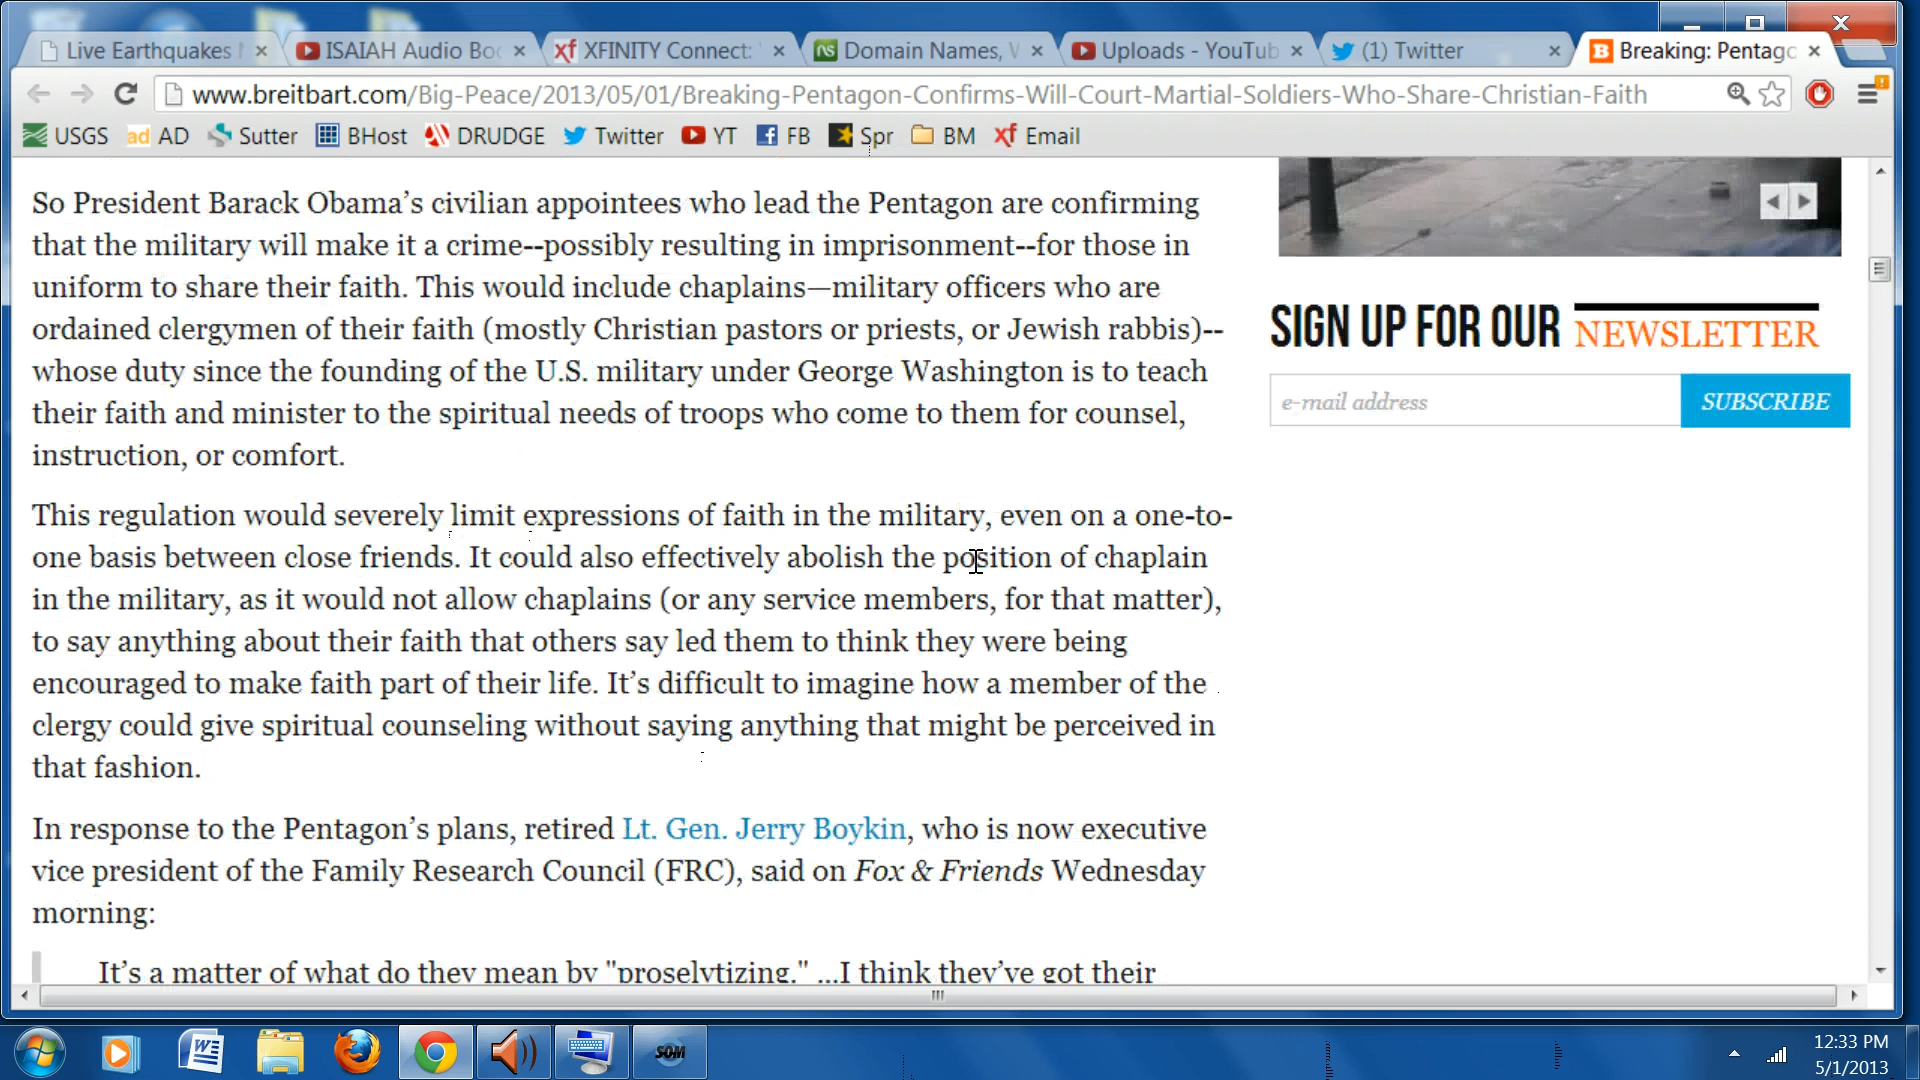 Live Earthquakes
ISAIAH Audio Bo
XFINITY Connect:
Domain Names,
Uploads - YouTub
(1) Twitter
Breaking: Pentago
www.breitbart.com/Big-Peace/2013/05/01/Breaking-Pentagon-Confirms-Will-Court-Martial-Soldiers-Who-Share-Christian-Faith
USGS
ad AD
Sutter
BHost
DRUDGE
Twitter
YT
FB
Spr
BM
xf Email
So President Barack Obama’s civilian appointees who lead the Pentagon are confirming
that the military will make it a crime--possibly resulting in imprisonment--for those in
uniform to share their faith. This would include chaplains—military officers who are
ordained clergymen of their faith (mostly Christian pastors or priests, or Jewish rabbis)--
whose duty since the founding of the U.S. military under George Washington is to teach
their faith and minister to the spiritual needs of troops who come to them for counsel,
instruction, or comfort.
This regulation would severely limit expressions of faith in the military, even on a one-to-
one basis between close friends. It could also effectively abolish the position of chaplain
in the military, as it would not allow chaplains (or any service members, for that matter),
to say anything about their faith that others say led them to think they were being
encouraged to make faith part of their life. It’s difficult to imagine how a member of the
clergy could give spiritual counseling without saying anything that might be perceived in
that fashion.
In response to the Pentagon’s plans, retired Lt. Gen. Jerry Boykin, who is now executive
vice president of the Family Research Council (FRC), said on Fox & Friends Wednesday
morning:
It’s a matter of what do they mean by "proselytizing." ...I think they’ve got their
SIGN UP FOR OUR NEWSLETTER
e-mail address
SUBSCRIBE
SOM
12:33 PM
5/1/2013